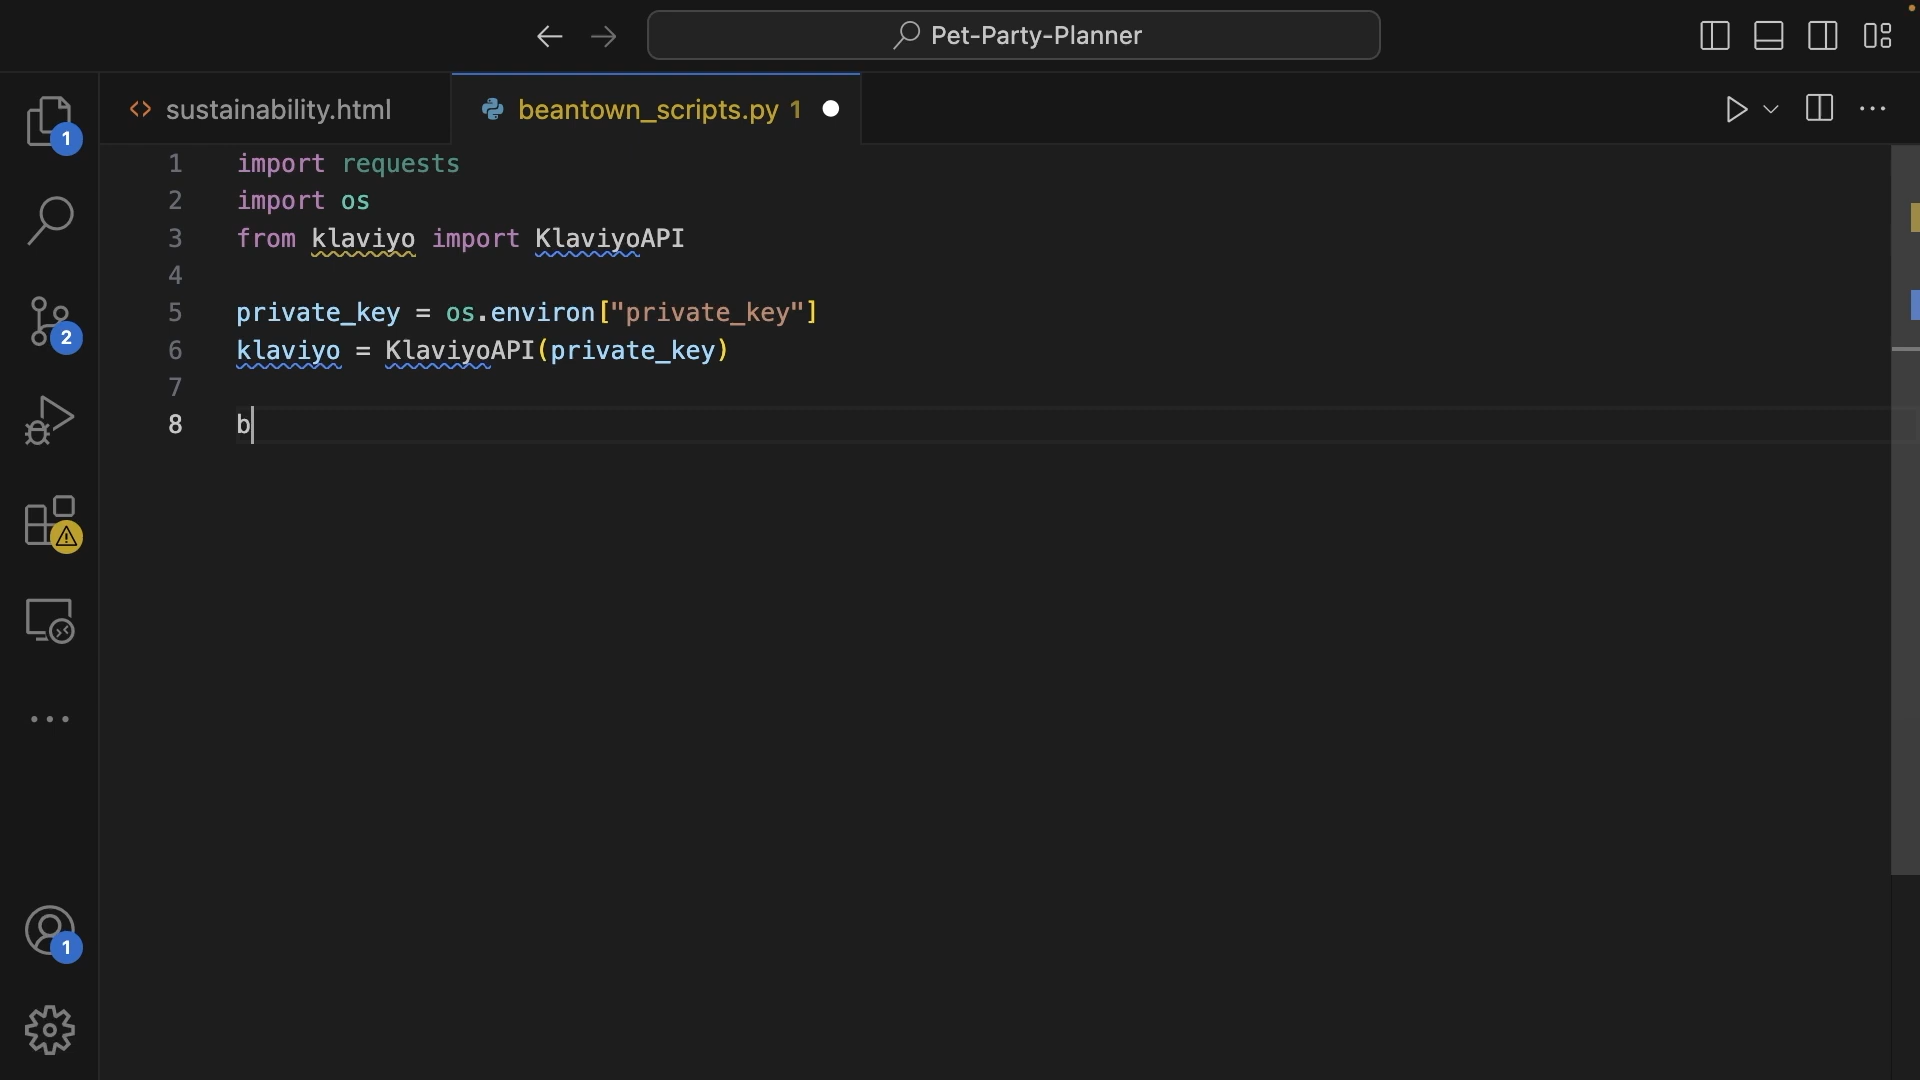 Pet-Party-Planner
sustainability.html
beantown_scripts.py 1
1
1 import requests
2 import os
3 from klaviyo import KlaviyoAPI
4
5 private_key = os.environ["private_key"]
2
6 klaviyo = KlaviyoAPI(private_key)
7
8 b
1